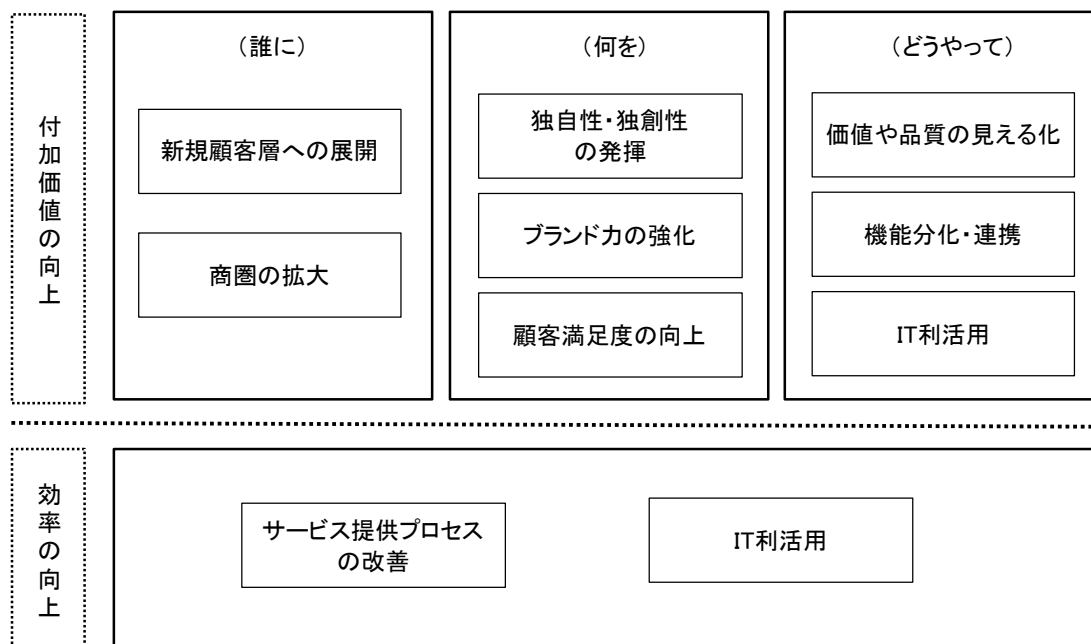 付加価値の向上
(誰に)
新規顧客層への展開
商圏の拡大
(何を)
独自性・独創性
の発揮
ブランド力の強化
顧客満足度の向上
(どうやって)
価値や品質の見える化
機能分化・連携
IT利活用
効率の向上
サービス提供プロセス
の改善
IT利活用